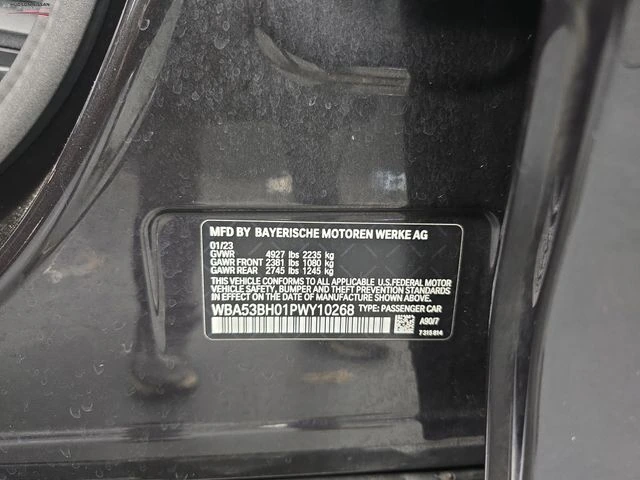 MFD BY BAYERISCHE MOTOREN WERKE AG
01/23
GVWR 4927 lbs 2235 kg
GAWR FRONT 2381 lbs 1080 kg
GAWR REAR 2745 lbs 1245 kg
THIS VEHICLE CONFORMS TO ALL APPLICABLE U.S.FEDERAL MOTOR
VEHICLE SAFETY, BUMPER, AND THEFT PREVENTION STANDARDS
IN EFFECT ON THE DATE OF MANUFACTURE SHOWN ABOVE.
WBA53BH01PWY10268 TYPE: PASSENGER CAR
A90/7
7315814